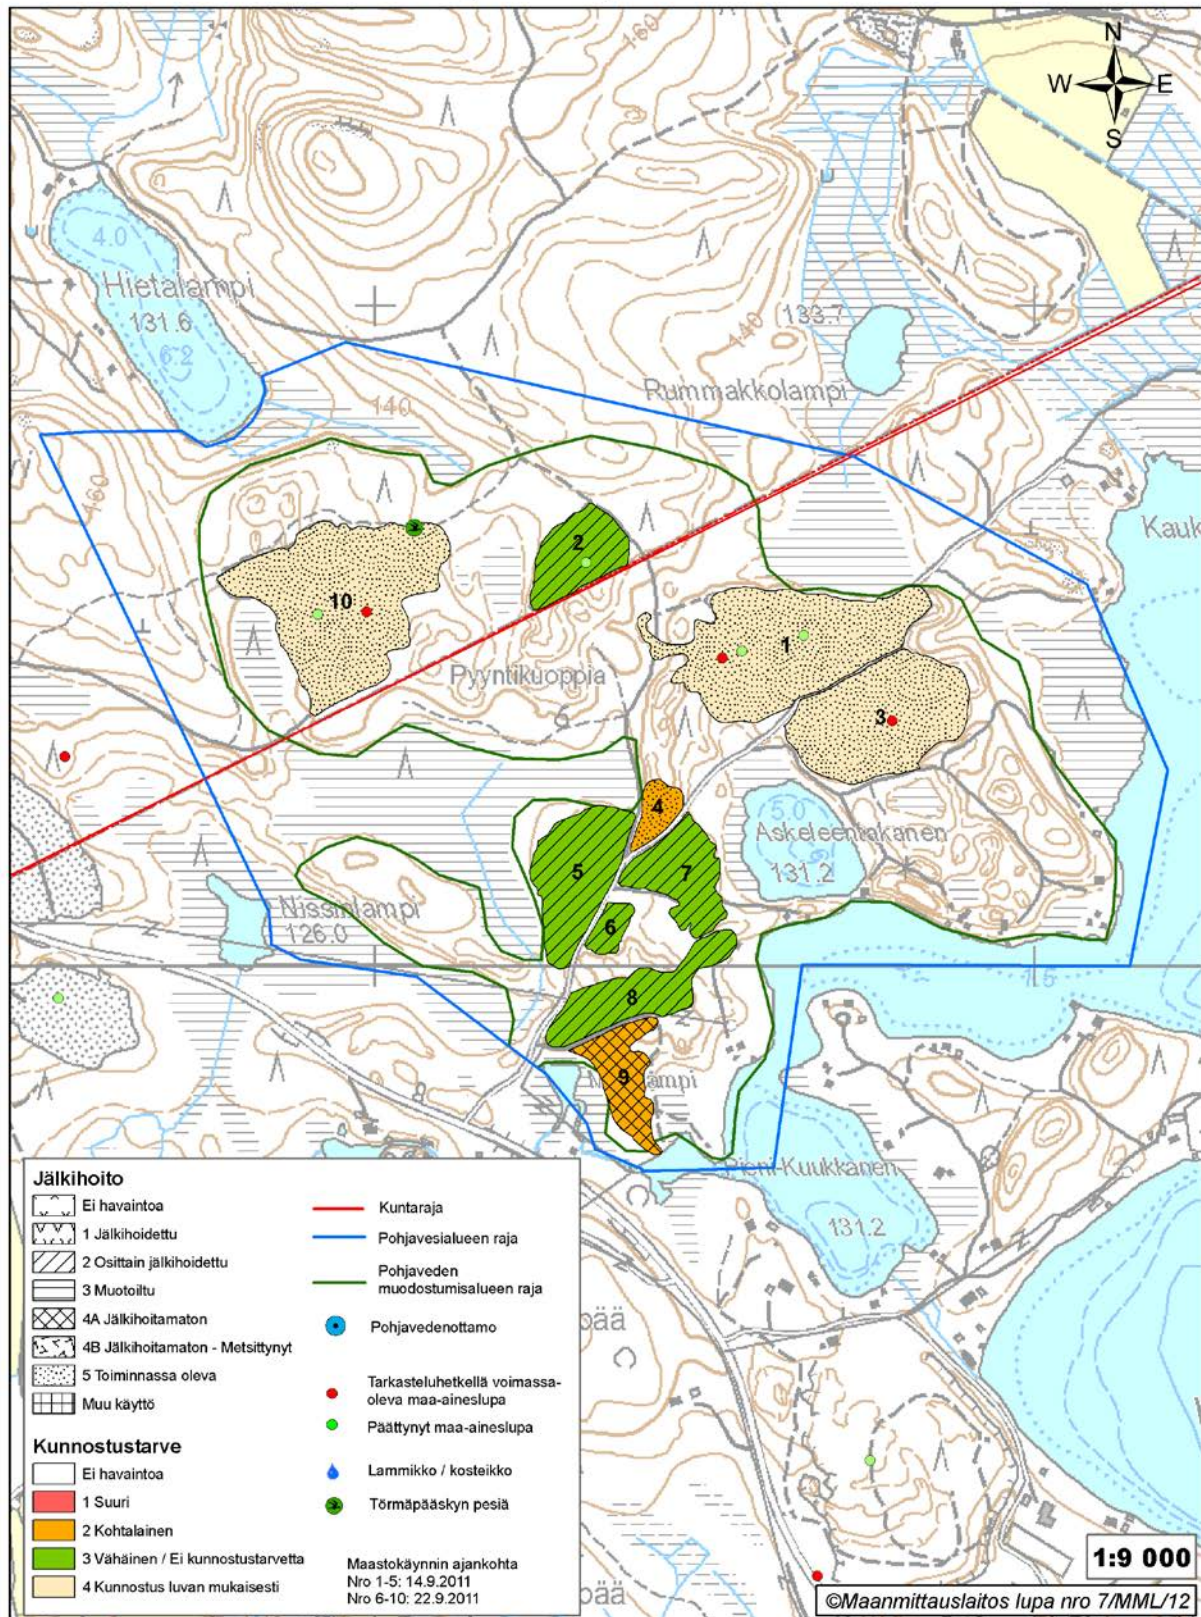 N
W E
S
160
4.0
Hietalampi
131.6
6.2
133.7
140
Rummakkolampi
140
160
Kauk
2
10
1
Pyyntikuoppia
3
4
5.0
Askeleentakanen
131.2
5
7
Nissinlampi
126.0
6
8
9
ampi
Pieni-Kuukkanen
131.2
pää
pää
Jälkihoito
Ei havaintoa
1 Jälkihoidettu
2 Osittain jälkihoidettu
3 Muotoiltu
4A Jälkihoitamaton
4B Jälkihoitamaton - Metsittynyt
5 Toiminnassa oleva
Muu käyttö
Kunnostustarve
Ei havaintoa
1 Suuri
2 Kohtalainen
3 Vähäinen / Ei kunnostustarvetta
4 Kunnostus luvan mukaisesti
Kuntaraja
Pohjavesialueen raja
Pohjaveden
muodostumisalueen raja
Pohjavedenottamo
Tarkasteluhetkellä voimassa-
oleva maa-aineslupa
Päättynyt maa-aineslupa
Lammikko / kosteikko
Törmäpääskyn pesiä
Maastokäynnin ajankohta
Nro 1-5: 14.9.2011
Nro 6-10: 22.9.2011
1:9 000
©Maanmittauslaitos lupa nro 7/MML/12